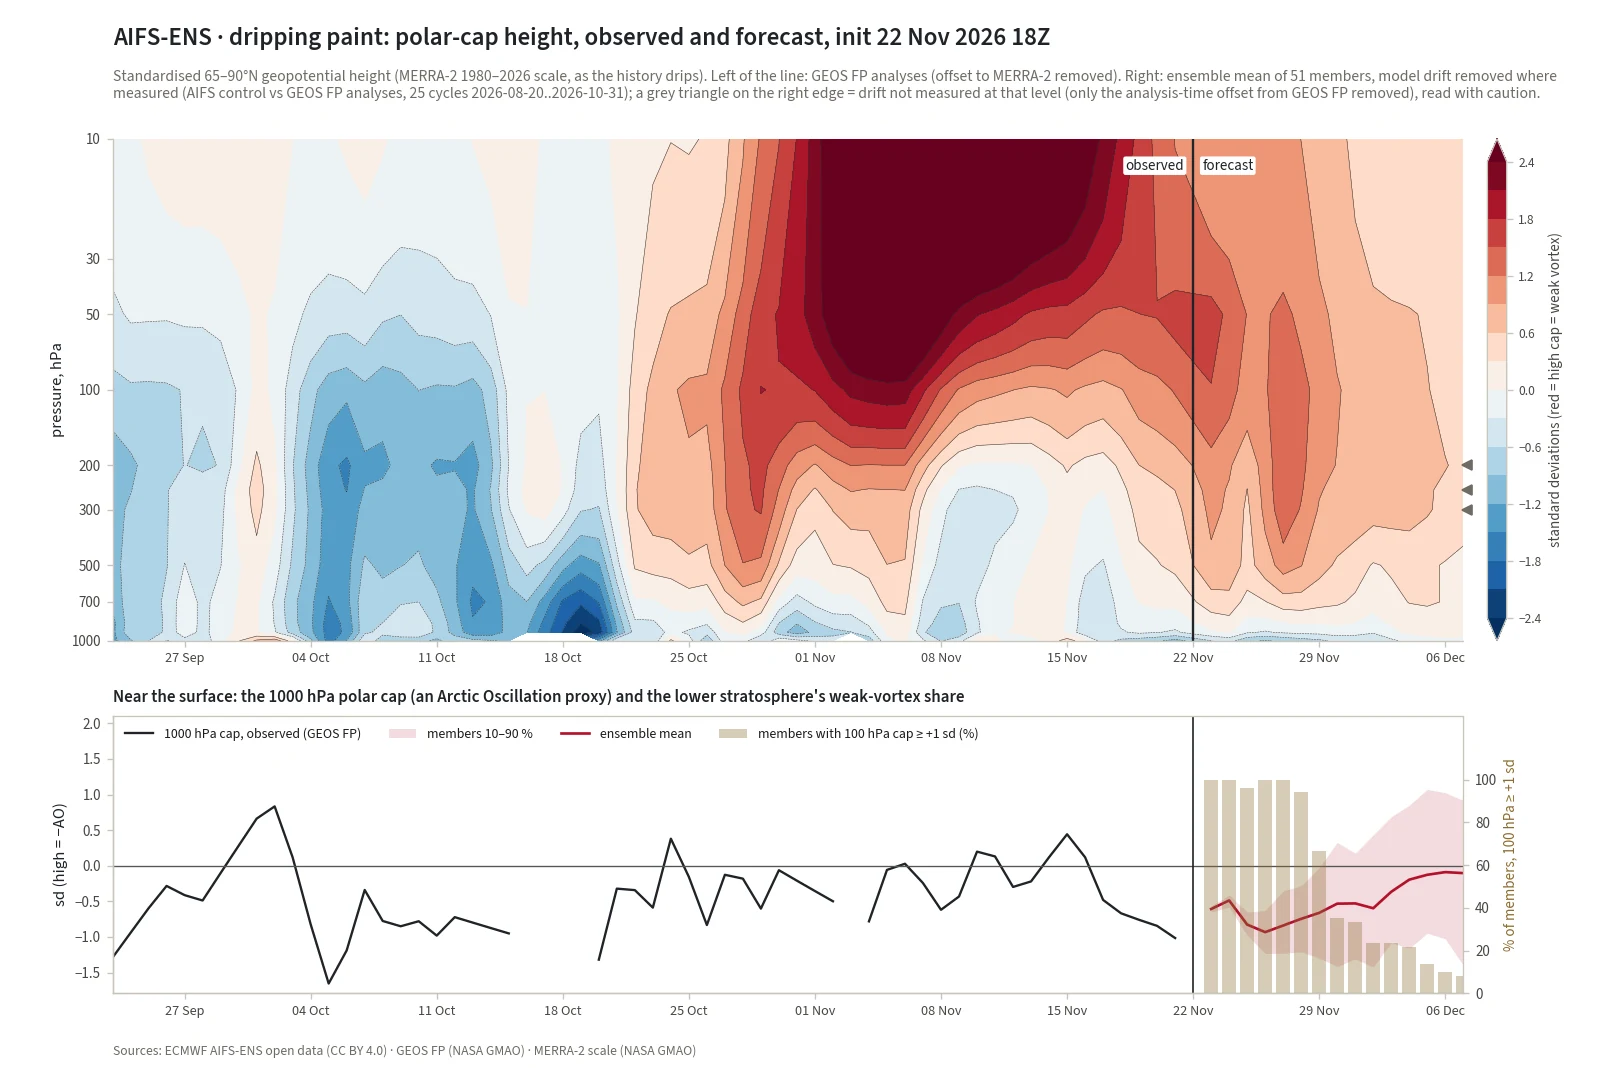 AIFS-ENS · dripping paint: polar-cap height, observed and forecast, init 22 Nov 2026 18Z
Standardised 65–90°N geopotential height (MERRA-2 1980–2026 scale, as the history drips). Left of the line: GEOS FP analyses (offset to MERRA-2 removed). Right: ensemble mean of 51 members, model drift removed where
measured (AIFS control vs GEOS FP analyses, 25 cycles 2026-08-20..2026-10-31); a grey triangle on the right edge = drift not measured at that level (only the analysis-time offset from GEOS FP removed), read with caution.
pressure, hPa
10
30
50
100
200
300
500
700
1000
observed
forecast
27 Sep
04 Oct
11 Oct
18 Oct
25 Oct
01 Nov
08 Nov
15 Nov
22 Nov
29 Nov
06 Dec
2.4
1.8
1.2
0.6
0.0
−0.6
−1.2
−1.8
−2.4
standard deviations (red = high cap = weak vortex)
Near the surface: the 1000 hPa polar cap (an Arctic Oscillation proxy) and the lower stratosphere's weak-vortex share
sd (high = −AO)
2.0
1.5
1.0
0.5
0.0
−0.5
−1.0
−1.5
1000 hPa cap, observed (GEOS FP)
members 10–90 %
ensemble mean
members with 100 hPa cap ≥ +1 sd (%)
100
80
60
40
20
0
% of members, 100 hPa ≥ +1 sd
27 Sep
04 Oct
11 Oct
18 Oct
25 Oct
01 Nov
08 Nov
15 Nov
22 Nov
29 Nov
06 Dec
Sources: ECMWF AIFS-ENS open data (CC BY 4.0) · GEOS FP (NASA GMAO) · MERRA-2 scale (NASA GMAO)